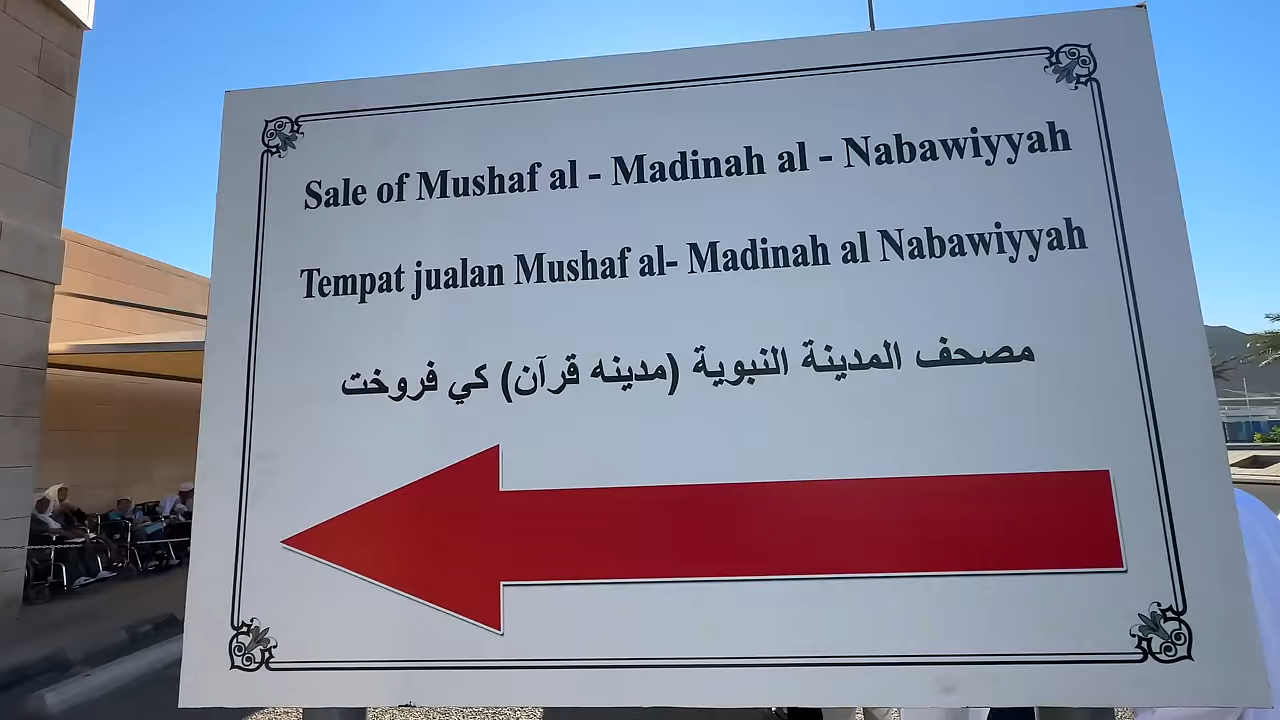 Sale of Mushaf al - Madinah al - Nabawiyyah
Tempat jualan Mushaf al- Madinah al Nabawiyyah
مصحف المدينة النبوية (مدينه قرآن) كي فروخت